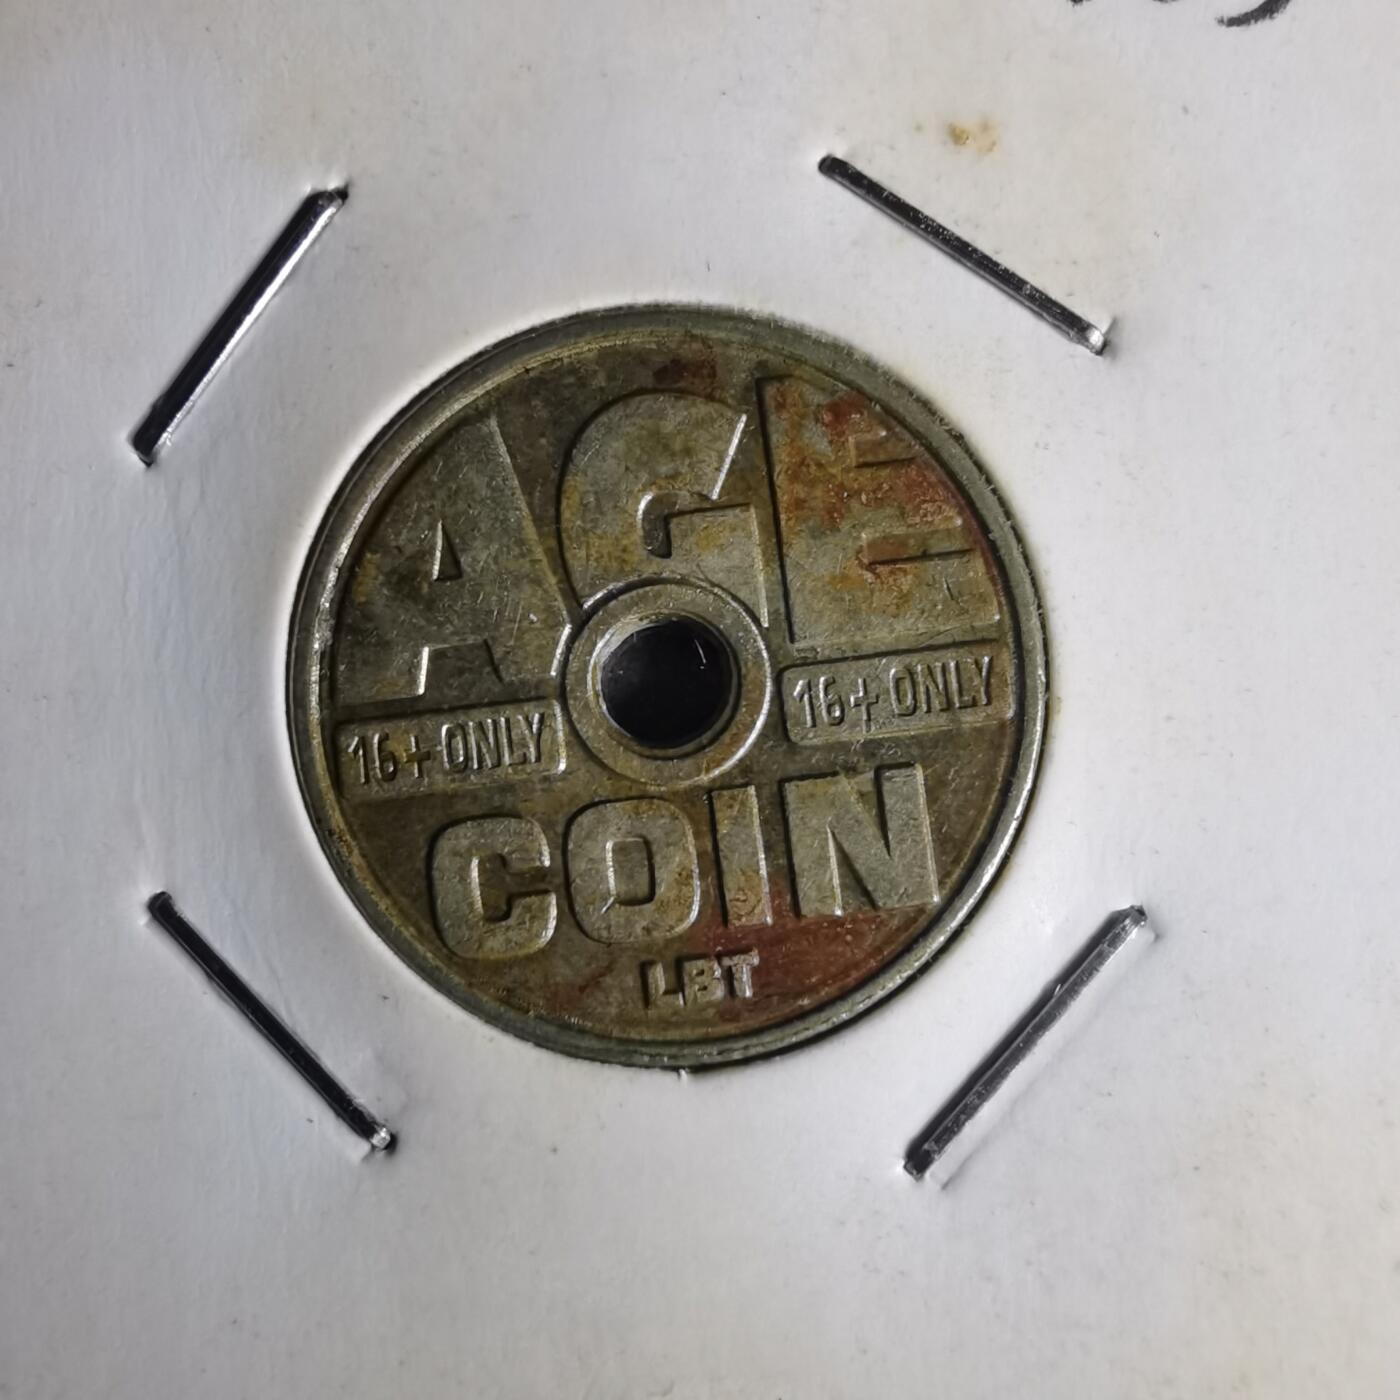 AGE
16+ ONLY
16+ ONLY
COIN
LBT